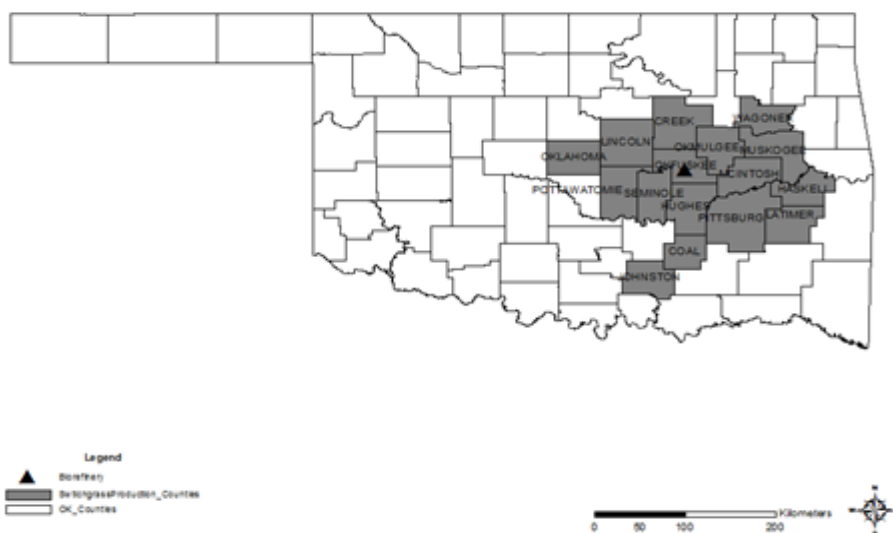 WAGONER
CREEK
LINCOLN
OKMULGEE
MUSKOGEE
OKLAHOMA
OKFUSKEE
MCINTOSH
POTTAWATOMIE
SEMINOLE
HASKELL
HUGHES
PITTSBURG
LATIMER
COAL
JOHNSTON
Legend
Biorefinery
SwitchgrassProduction_Counties
OK_Counties
Kilometers
0 50 100 200